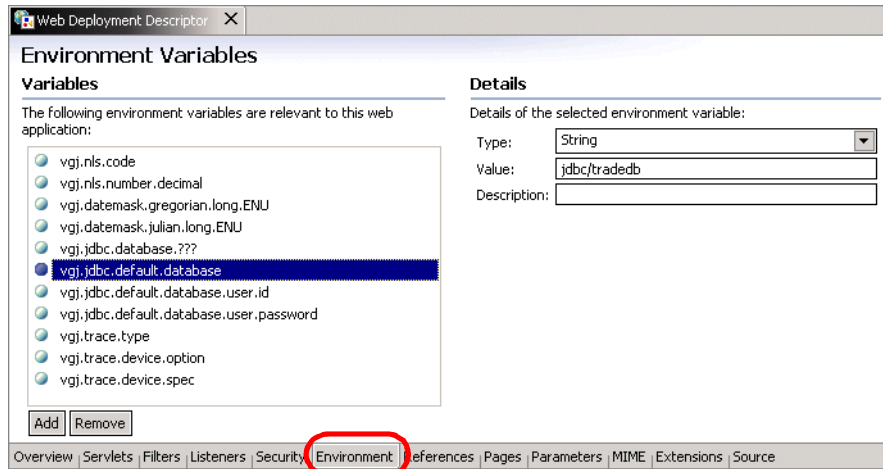 Web Deployment Descriptor X
Environment Variables
Variables
The following environment variables are relevant to this web
application:
vgj.nls.code
vgj.nls.number.decimal
vgj.datemask.gregorian.long.ENU
vgj.datemask.julian.long.ENU
vgj.jdbc.database.???
vgj.jdbc.default.database
vgj.jdbc.default.database.user.id
vgj.jdbc.default.database.user.password
vgj.trace.type
vgj.trace.device.option
vgj.trace.device.spec
Add Remove
Details
Details of the selected environment variable:
Type: String
Value: jdbc/tradedb
Description:
Overview Servlets Filters Listeners Security Environment References Pages Parameters MIME Extensions Source